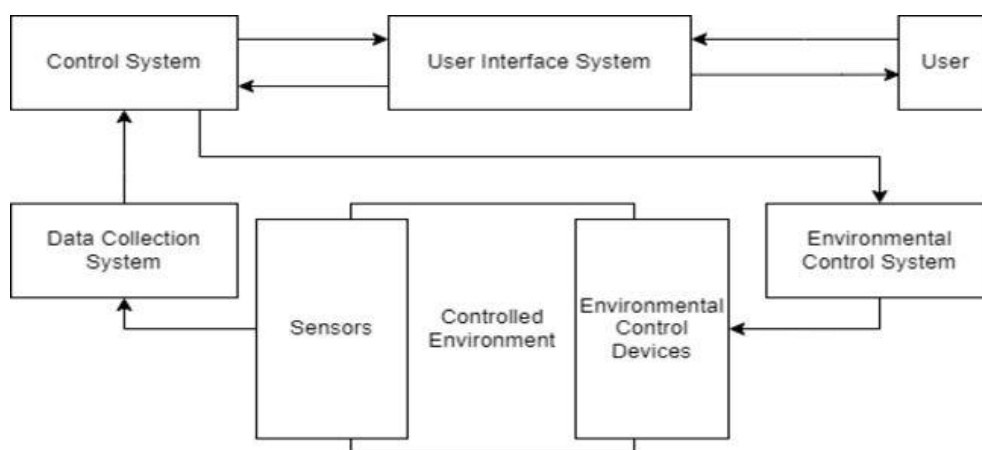 Control System
User Interface System
User
Data Collection
System
Sensors
Controlled
Environment
Environmental
Control
Devices
Environmental
Control System